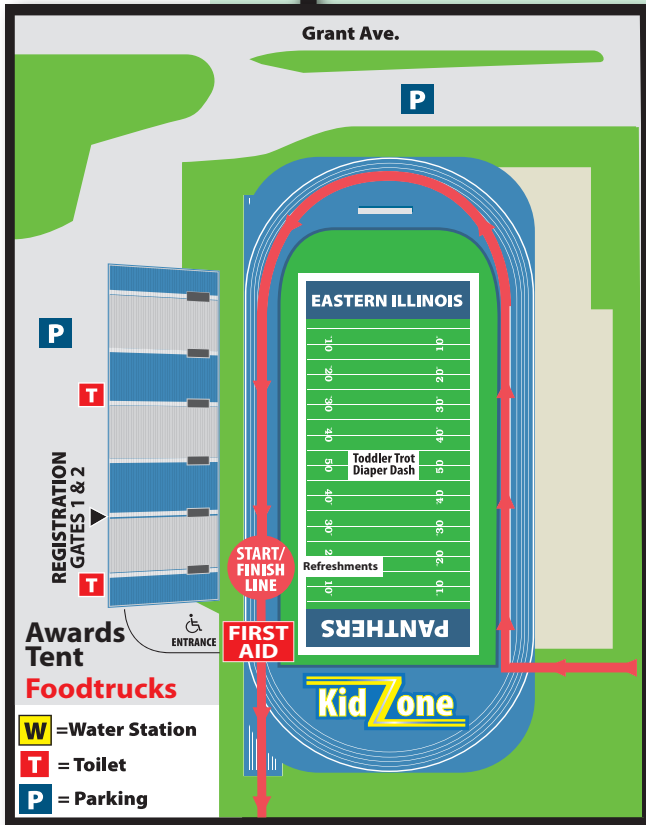 Grant Ave.
P
EASTERN ILLINOIS
10 10
20 20
30 30
40 40
50 50
Toddler Trot
Diaper Dash
40 40
30 30
2 20
Refreshments
10 10
PANTHERS
P
T
REGISTRATION
GATES 1 & 2
T
START/
FINISH
LINE
ENTRANCE
FIRST
AID
Awards
Tent
Foodtrucks
KidZone
W =Water Station
T = Toilet
P = Parking